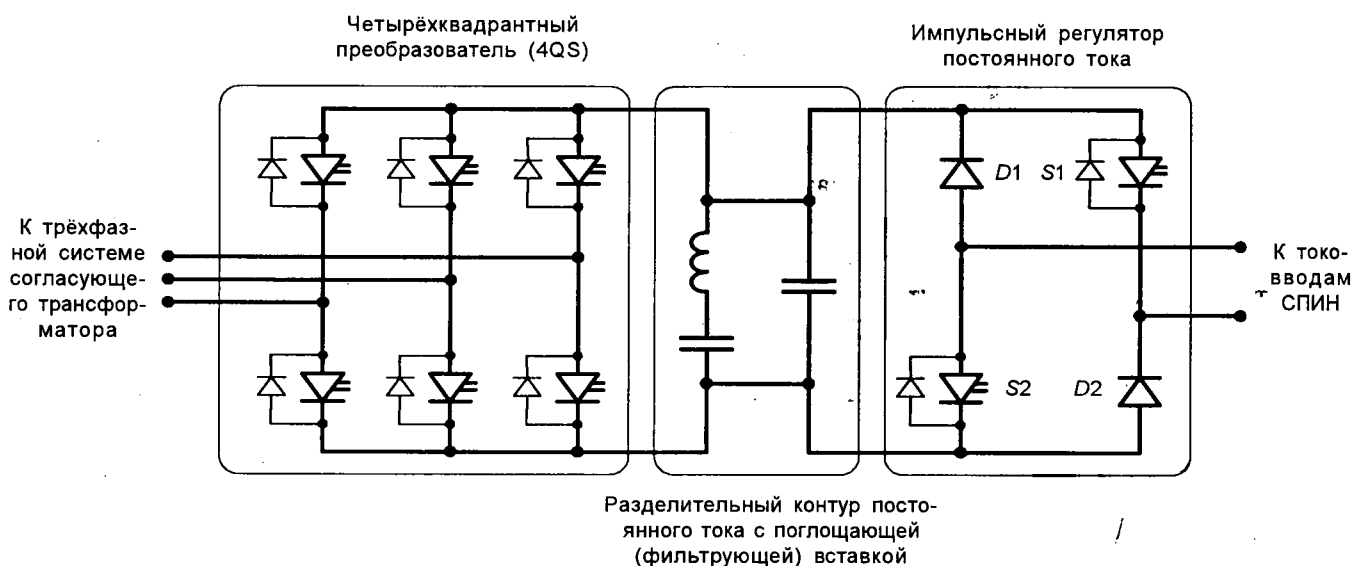 Четырёхквадрантный
преобразователь (4QS)
Импульсный регулятор
постоянного тока
D1
S1
К трёхфаз-
ной системе
согласующе-
го трансфор-
матора
К токо-
вводам
СПИН
S2
D2
Разделительный контур посто-
янного тока с поглощающей
(фильтрующей) вставкой